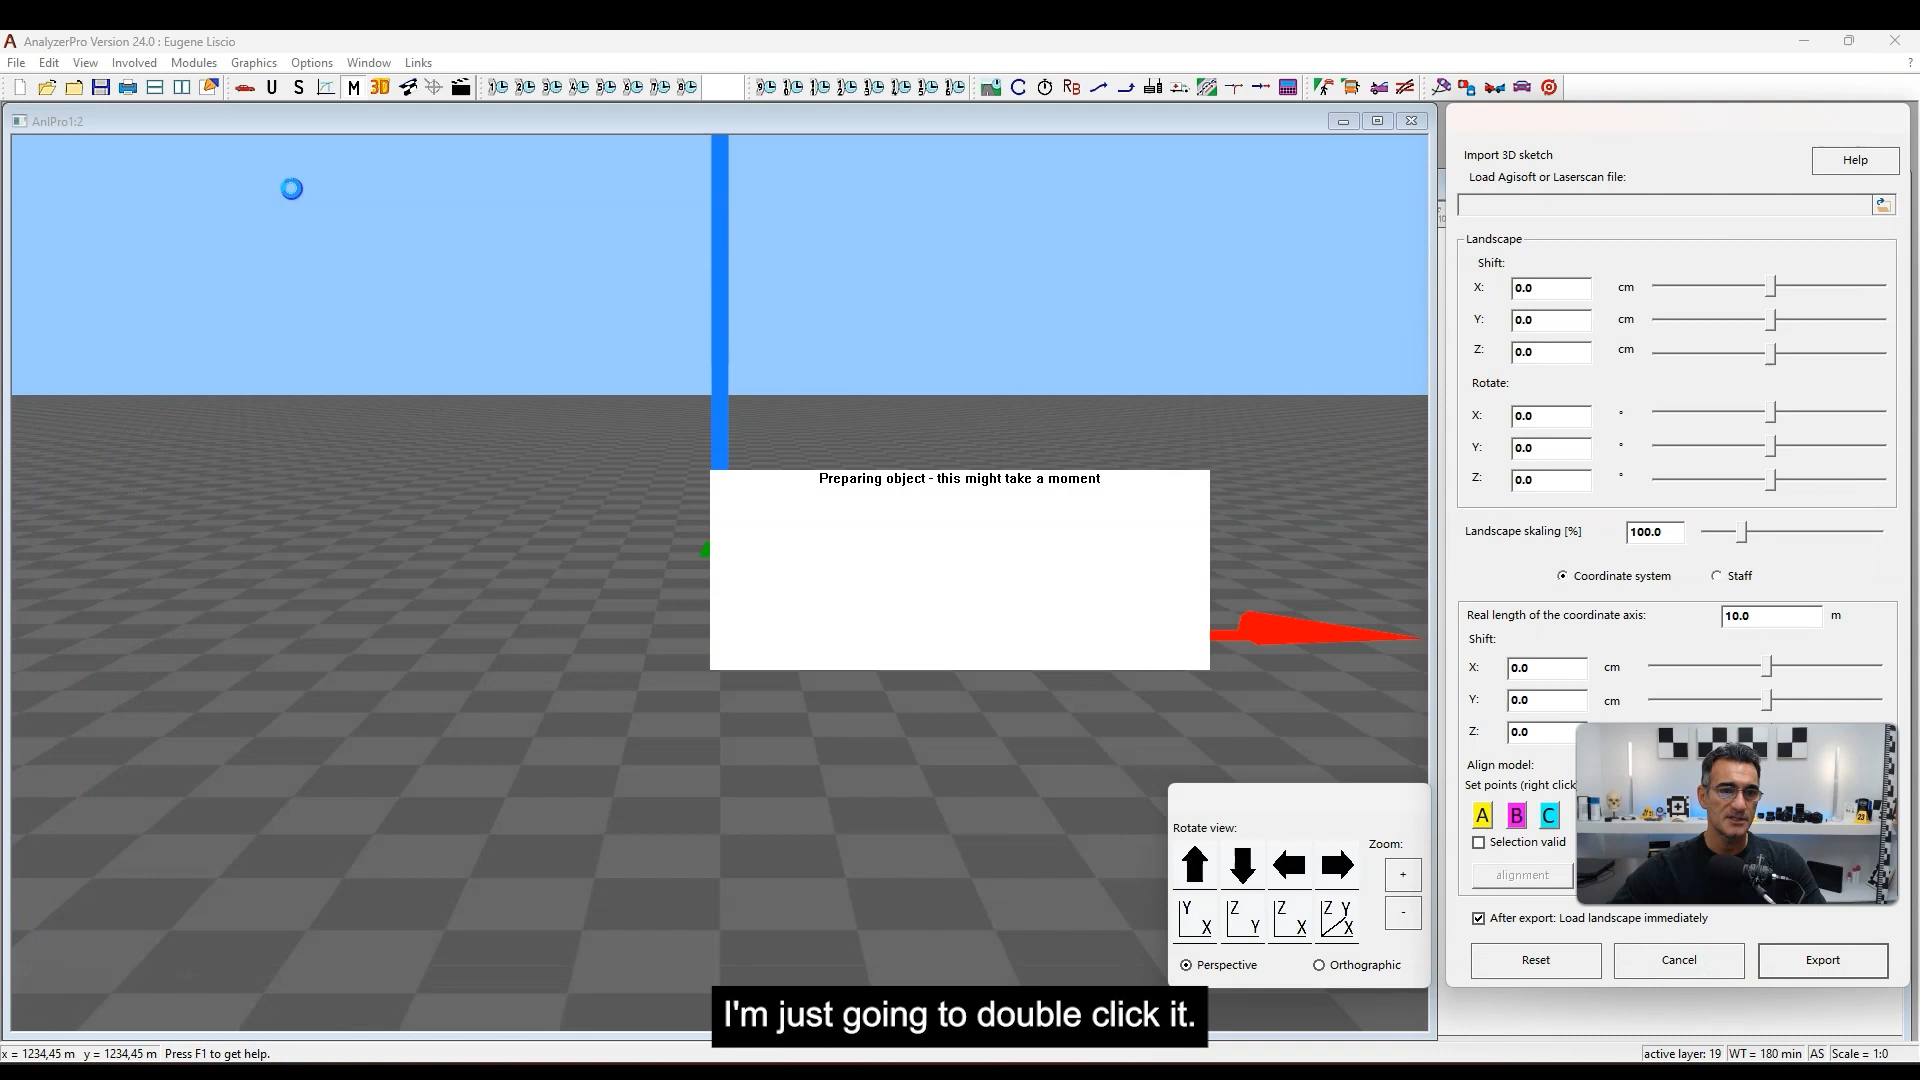 AnalyzerPro Version 24.0 : Eugene Liscio
File Edit View Involved Modules Graphics Options Window Links ?
U S M 3D RB
AnlPro1:2
Import 3D sketch
Help
Load Agisoft or Laserscan file:
Landscape
Shift:
X: 0.0 cm
Y: 0.0 cm
Z: 0.0 cm
Rotate:
X: 0.0 °
Y: 0.0 °
Z: 0.0 °
Preparing object - this might take a moment
Landscape skaling [%] 100.0
Coordinate system Staff
Real length of the coordinate axis: 10.0 m
Shift:
X: 0.0 cm
Y: 0.0 cm
Z: 0.0
Align model:
Set points (right click
A B C
Selection valid
alignment
Rotate view:
Zoom:
+
Y X Z Y Z X Z Y X
-
Perspective Orthographic
After export: Load landscape immediately
Reset Cancel Export
I'm just going to double click it.
x = 1234,45 m y = 1234,45 m Press F1 to get help.
active layer: 19 WT = 180 min AS Scale = 1:0